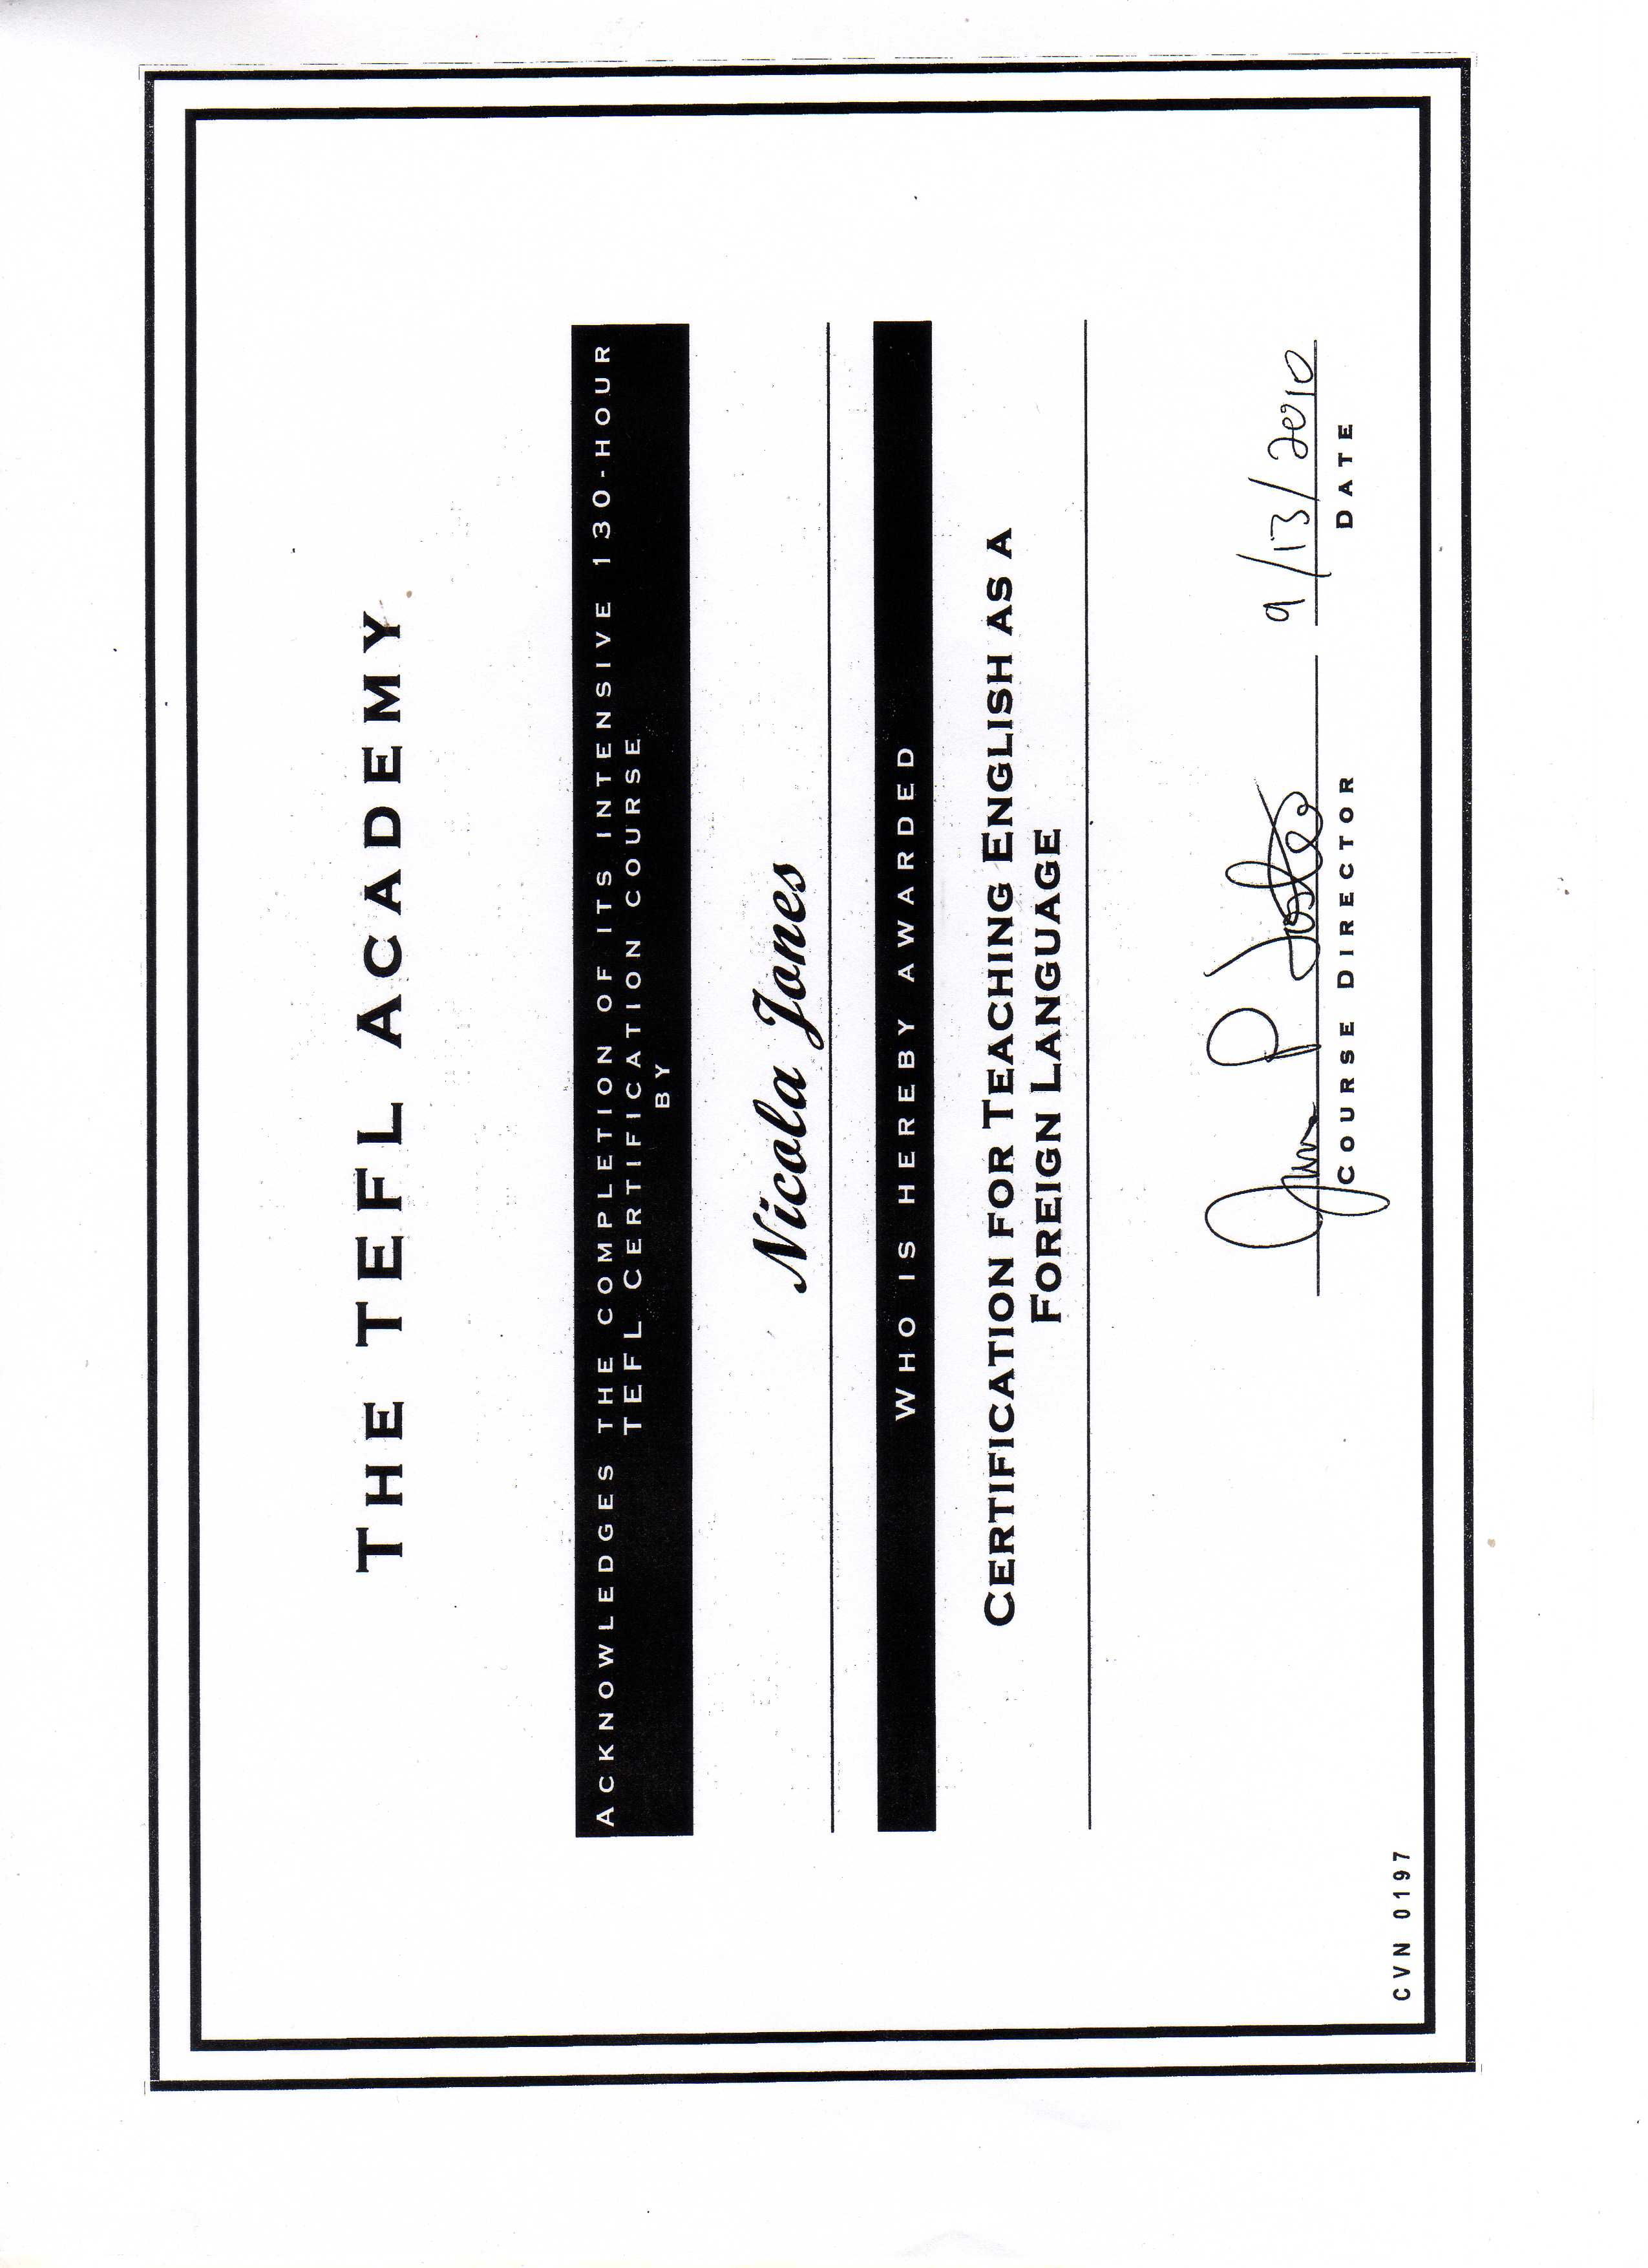 THE TEFL ACADEMY
ACKNOWLEDGES THE COMPLETION OF ITS INTENSIVE 130-HOUR
TEFL CERTIFICATION COURSE
BY
Nicola Jones
WHO IS HEREBY AWARDED
CERTIFICATION FOR TEACHING ENGLISH AS A
FOREIGN LANGUAGE
9/13/2010
COURSE DIRECTOR DATE
CVN 0197